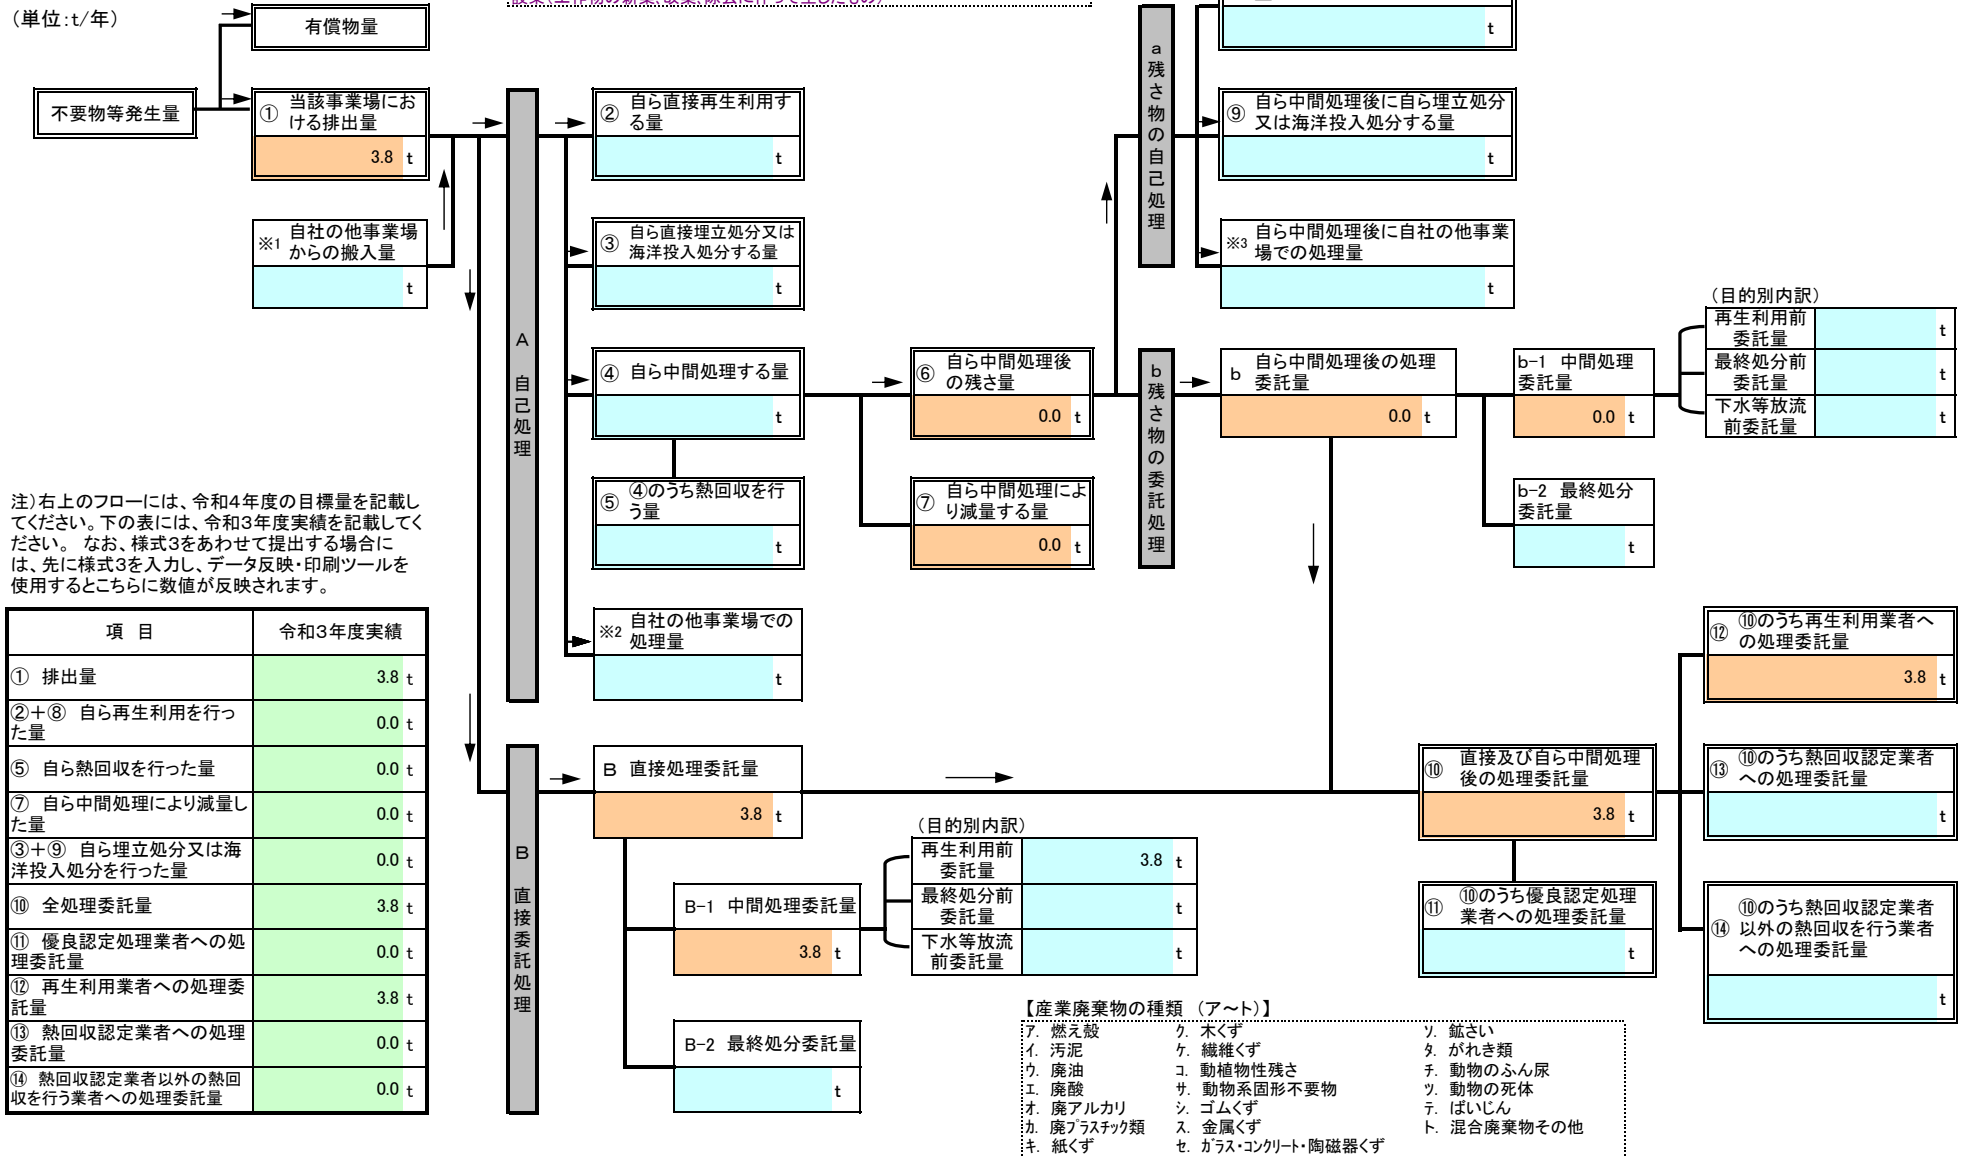 （単位：t/年）
有償物量
不要物等発生量
① 当該事業場にお
ける排出量
3.8 t
※1 自社の他事業場
からの搬入量
t
A 自己処理
② 自ら直接再生利用す
る量
t
③ 自ら直接埋立処分又は
海洋投入処分する量
t
④ 自ら中間処理する量
t
⑤ ④のうち熱回収を行
う量
t
※2 自社の他事業場での
処理量
t
⑥ 自ら中間処理後
の残さ量
0.0 t
⑦ 自ら中間処理によ
り減量する量
0.0 t
a 残さ物の自己処理
t
⑨ 自ら中間処理後に自ら埋立処分
又は海洋投入処分する量
t
※3 自ら中間処理後に自社の他事業
場での処理量
t
b 残さ物の委託処理
b 自ら中間処理後の処理
委託量
0.0 t
b-1 中間処理
委託量
0.0 t
b-2 最終処分
委託量
t
（目的別内訳）
再生利用前
委託量
t
最終処分前
委託量
t
下水等放流
前委託量
t
注）右上のフローには、令和４年度の目標量を記載し
てください。下の表には、令和３年度実績を記載してく
ださい。 なお、様式３をあわせて提出する場合に
は、先に様式３を入力し、データ反映・印刷ツールを
使用するとこちらに数値が反映されます。
項 目 令和３年度実績
① 排出量 3.8 t
②＋⑧ 自ら再生利用を行っ
た量 0.0 t
⑤ 自ら熱回収を行った量 0.0 t
⑦ 自ら中間処理により減量し
た量 0.0 t
③＋⑨ 自ら埋立処分又は海
洋投入処分を行った量 0.0 t
⑩ 全処理委託量 3.8 t
⑪ 優良認定処理業者への処
理委託量 0.0 t
⑫ 再生利用業者への処理委
託量 3.8 t
⑬ 熱回収認定業者への処理
委託量 0.0 t
⑭ 熱回収認定業者以外の熱回
収を行う業者への処理委託量 0.0 t
B 直接委託処理
B 直接処理委託量
3.8 t
B-1 中間処理委託量
3.8 t
B-2 最終処分委託量
t
（目的別内訳）
再生利用前
委託量
3.8 t
最終処分前
委託量
t
下水等放流
前委託量
t
⑩ 直接及び自ら中間処理
後の処理委託量
3.8 t
⑪ ⑩のうち優良認定処理
業者への処理委託量
t
⑫ ⑩のうち再生利用業者へ
の処理委託量
3.8 t
⑬ ⑩のうち熱回収認定業者
への処理委託量
t
⑭ ⑩のうち熱回収認定業者
以外の熱回収を行う業者
への処理委託量
t
【産業廃棄物の種類 （ア～ト）】
ア. 燃え殻 ク. 木くず ソ. 鉱さい
イ. 汚泥 ケ. 繊維くず タ. がれき類
ウ. 廃油 コ. 動植物性残さ チ. 動物のふん尿
エ. 廃酸 サ. 動物系固形不要物 ツ. 動物の死体
オ. 廃アルカリ シ. ゴムくず テ. ばいじん
カ. 廃プラスチック類 ス. 金属くず ト. 混合廃棄物その他
キ. 紙くず セ. ガラス・コンクリート・陶磁器くず